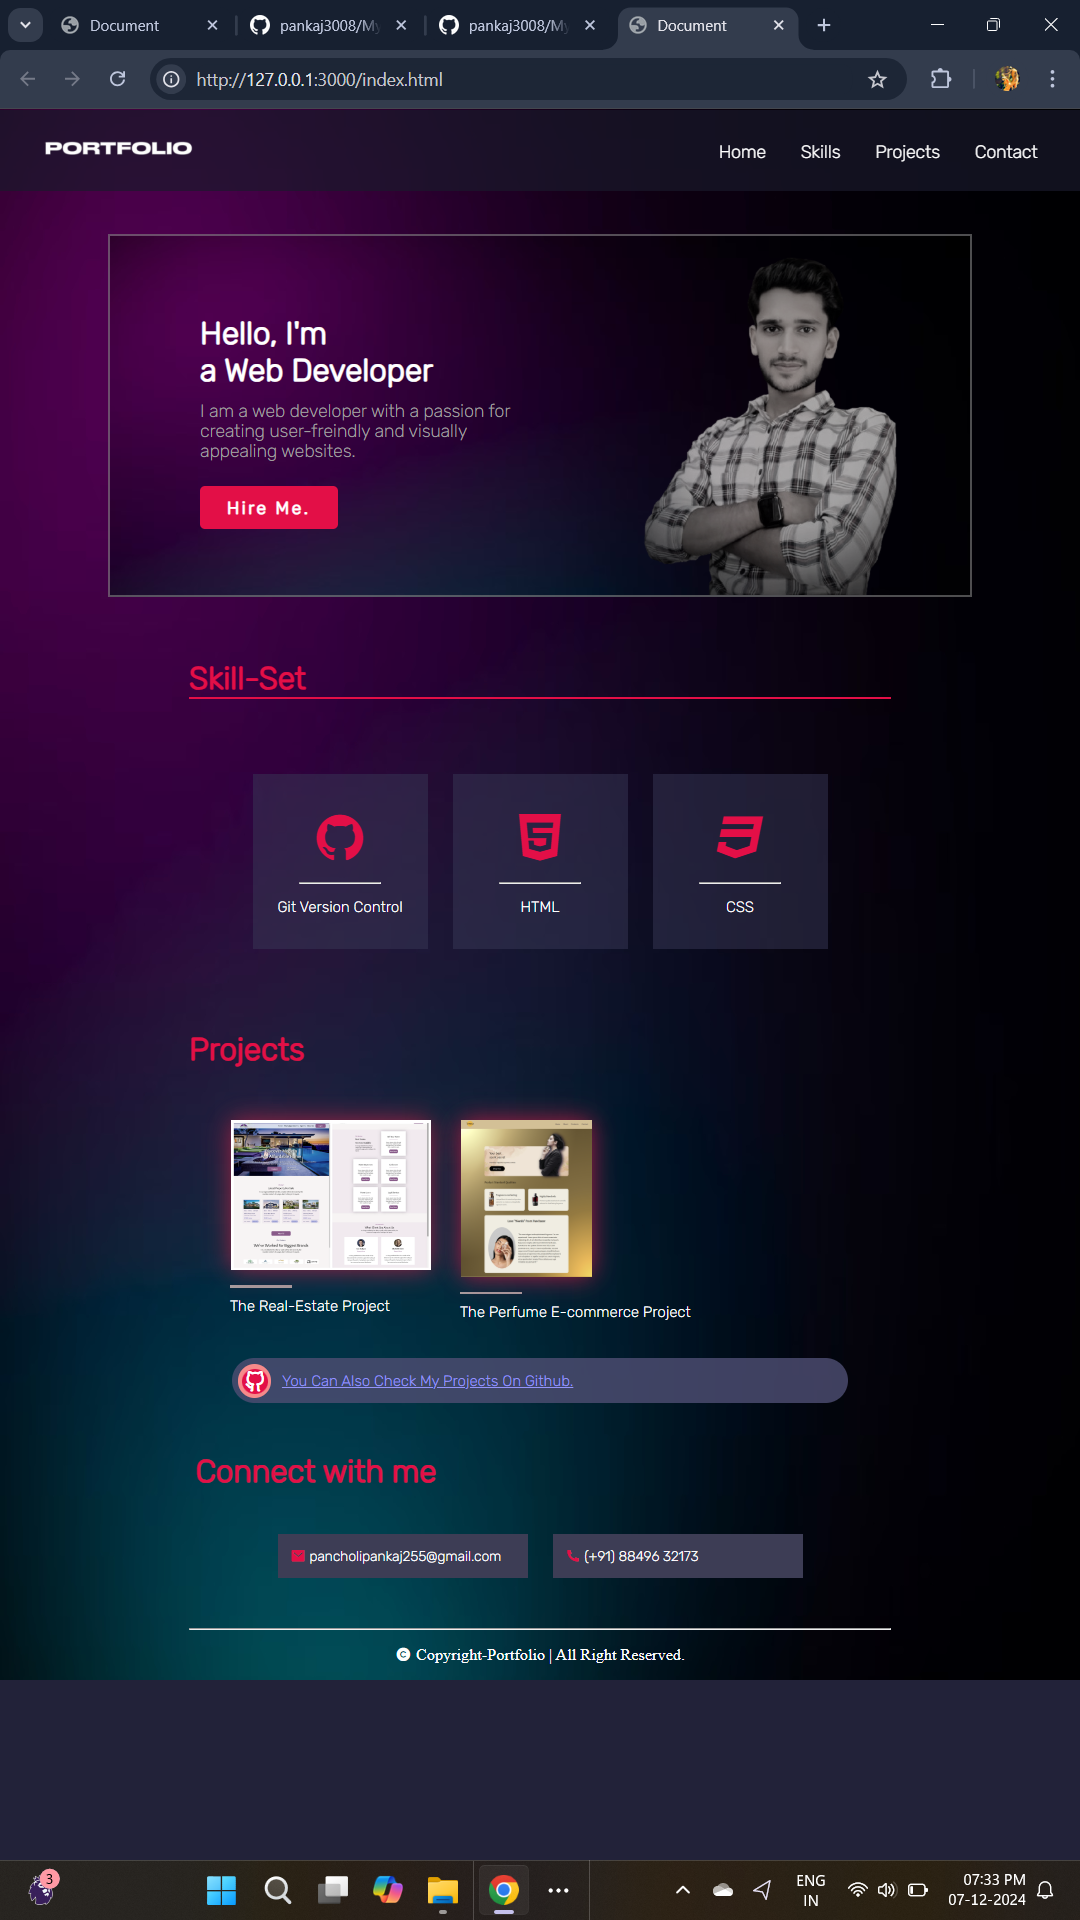 Document
pankaj3008/My
pankaj3008/My
Document
http://127.0.0.1:3000/index.html
PORTFOLIO
Home
Skills
Projects
Contact
Hello, I'm
a Web Developer
I am a web developer with a passion for
creating user-freindly and visually
appealing websites.
Hire Me.
Skill-Set
Git Version Control
HTML
CSS
Projects
The Real-Estate Project
The Perfume E-commerce Project
You Can Also Check My Projects On Github.
Connect with me
pancholipankaj255@gmail.com
(+91) 88496 32173
© Copyright-Portfolio | All Right Reserved.
3
ENG
IN
07:33 PM
07-12-2024